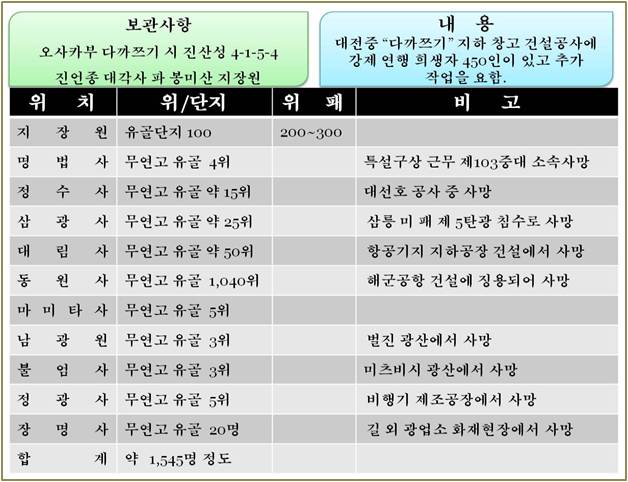 보관사항
오사카부 다까쯔기 시 진산성 4-1-5-4
진언종 대각사 파 봉미산 지장원
내 용
대전중 “다까쯔기” 지하 창고 건설공사에
강제 연행 희생자 450인이 있고 추가
작업을 요함.
위 치 위/단지 위 패 비 고
지 장 원 유골단지 100 200~300
명 법 사 무연고 유골 4위 특설구상 근무 제103중대 소속사망
정 수 사 무연고 유골 약 15위 대선호 공사 중 사망
삼 광 사 무연고 유골 약 25위 삼릉 미 패 제 5탄광 침수로 사망
대 림 사 무연고 유골 약 50위 항공기지 지하공장 건설에서 사망
동 원 사 무연고 유골 1,040위 해군공항 건설에 징용되어 사망
마 미 타 사 무연고 유골 5위
남 광 원 무연고 유골 3위 벌진 광산에서 사망
불 엄 사 무연고 유골 3위 미츠비시 광산에서 사망
정 광 사 무연고 유골 5위 비행기 제조공장에서 사망
장 명 사 무연고 유골 20명 길 외 광업소 화재현장에서 사망
합 계 약 1,545명 정도